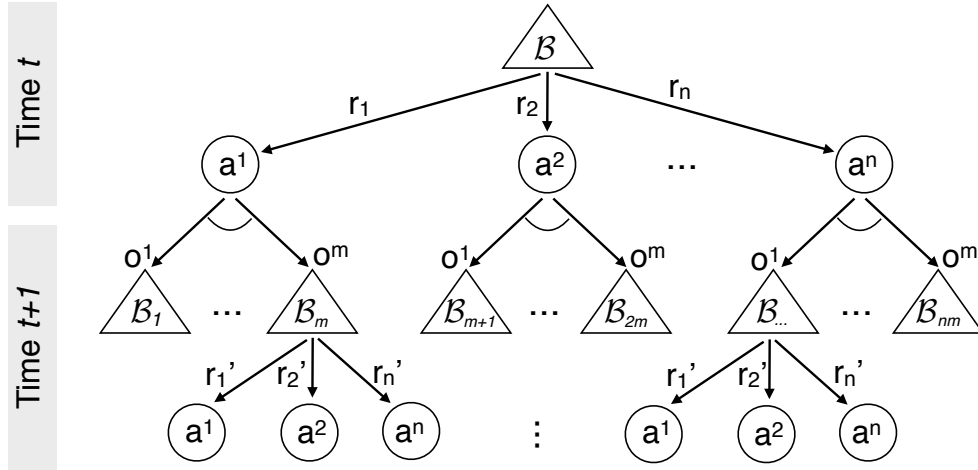 Time t
B
r₁ r₂ rₙ
a¹ a² ... aⁿ
Time t+1
o¹ oᵐ o¹ oᵐ o¹ oᵐ
B₁ ... Bₘ Bₘ₊₁ ... B₂ₘ B... ... Bₙₘ
r₁' r₂' rₙ' r₁' r₂' rₙ'
a¹ a² aⁿ ⋮ a¹ a² aⁿ